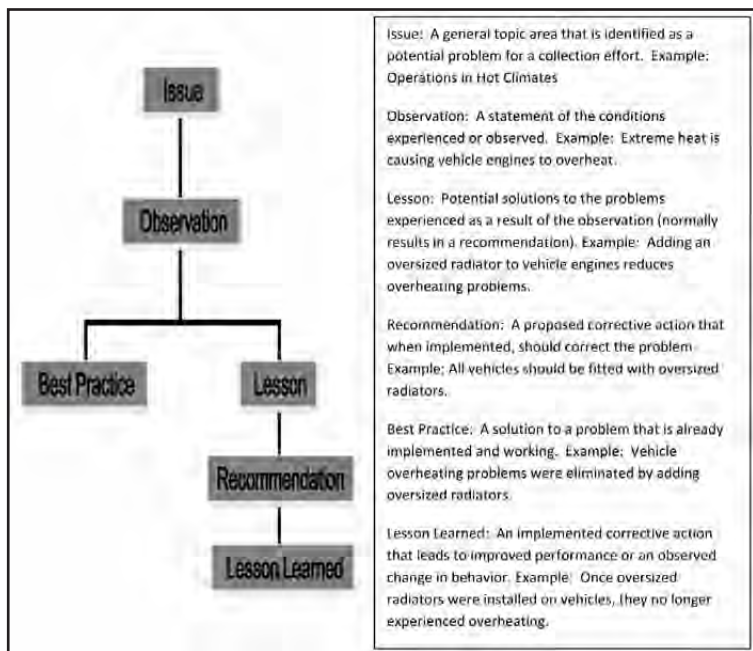 Issue
Observation
Best Practice
Lesson
Recommendation
Lesson Learned
Issue: A general topic area that is identified as a
potential problem for a collection effort. Example:
Operations in Hot Climates
Observation: A statement of the conditions
experienced or observed. Example: Extreme heat is
causing vehicle engines to overheat.
Lesson: Potential solutions to the problems
experienced as a result of the observation (normally
results in a recommendation). Example: Adding an
oversized radiator to vehicle engines reduces
overheating problems.
Recommendation: A proposed corrective action that
when implemented, should correct the problem
Example: All vehicles should be fitted with oversized
radiators.
Best Practice: A solution to a problem that is already
implemented and working. Example: Vehicle
overheating problems were eliminated by adding
oversized radiators.
Lesson Learned: An implemented corrective action
that leads to improved performance or an observed
change in behavior. Example: Once oversized
radiators were installed on vehicles, they no longer
experienced overheating.